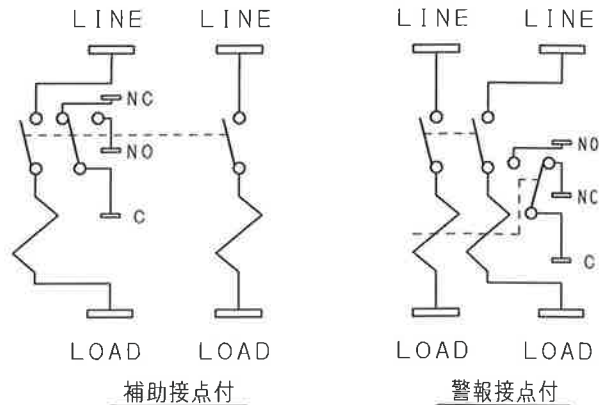 LINE LINE LINE LINE
NC
NO
C
NO
NC
C
LOAD LOAD LOAD LOAD
補助接点付 警報接点付